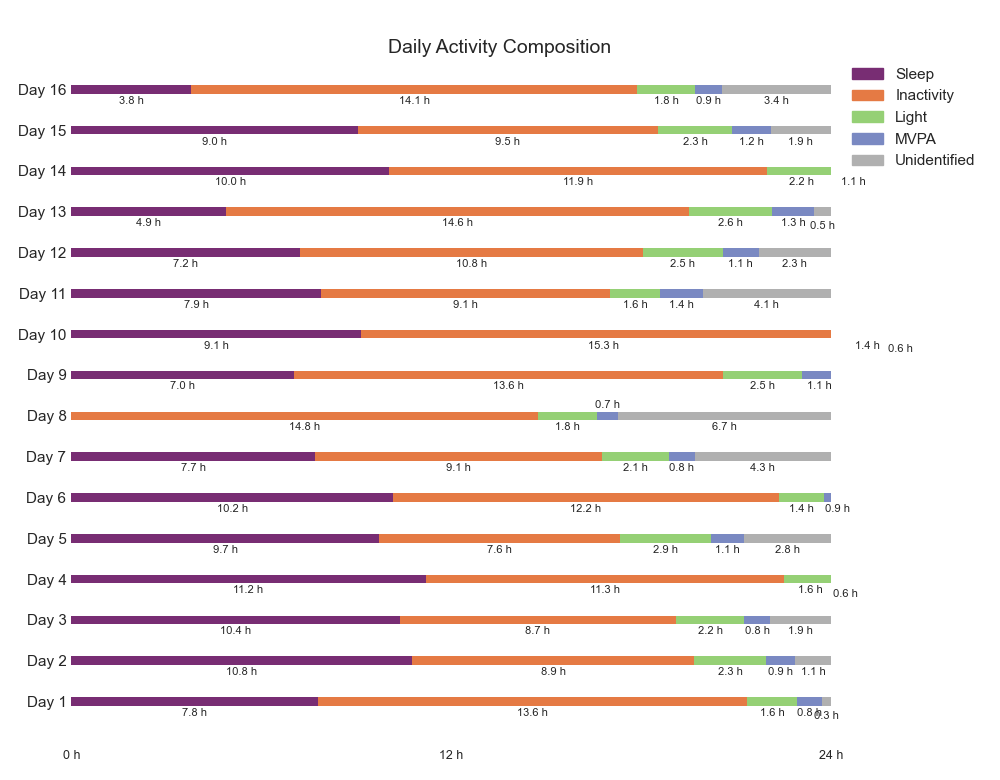 Daily Activity Composition
Sleep
Inactivity
Light
MVPA
Unidentified
Day 16
3.8 h 14.1 h 1.8 h 0.9 h 3.4 h
Day 15
9.0 h 9.5 h 2.3 h 1.2 h 1.9 h
Day 14
10.0 h 11.9 h 2.2 h 1.1 h
Day 13
4.9 h 14.6 h 2.6 h 1.3 h 0.5 h
Day 12
7.2 h 10.8 h 2.5 h 1.1 h 2.3 h
Day 11
7.9 h 9.1 h 1.6 h 1.4 h 4.1 h
Day 10
9.1 h 15.3 h 1.4 h 0.6 h
Day 9
7.0 h 13.6 h 2.5 h 1.1 h
0.7 h
Day 8
14.8 h 1.8 h 6.7 h
Day 7
7.7 h 9.1 h 2.1 h 0.8 h 4.3 h
Day 6
10.2 h 12.2 h 1.4 h 0.9 h
Day 5
9.7 h 7.6 h 2.9 h 1.1 h 2.8 h
Day 4
11.2 h 11.3 h 1.6 h 0.6 h
Day 3
10.4 h 8.7 h 2.2 h 0.8 h 1.9 h
Day 2
10.8 h 8.9 h 2.3 h 0.9 h 1.1 h
Day 1
7.8 h 13.6 h 1.6 h 0.8 h 0.3 h
0 h 12 h 24 h